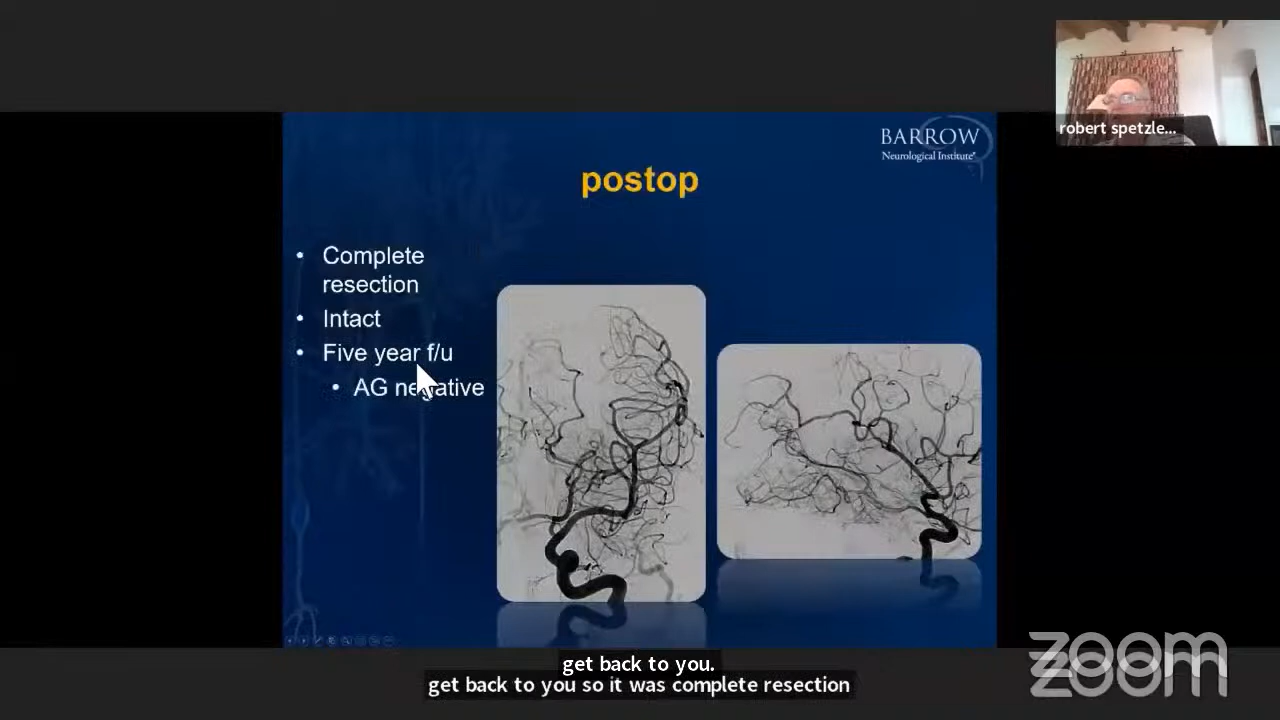 robert spetzle...
BARROW
Neurological Institute®
postop
• Complete
resection
• Intact
• Five year f/u
• AG negative
get back to you.
get back to you so it was complete resection
zoom